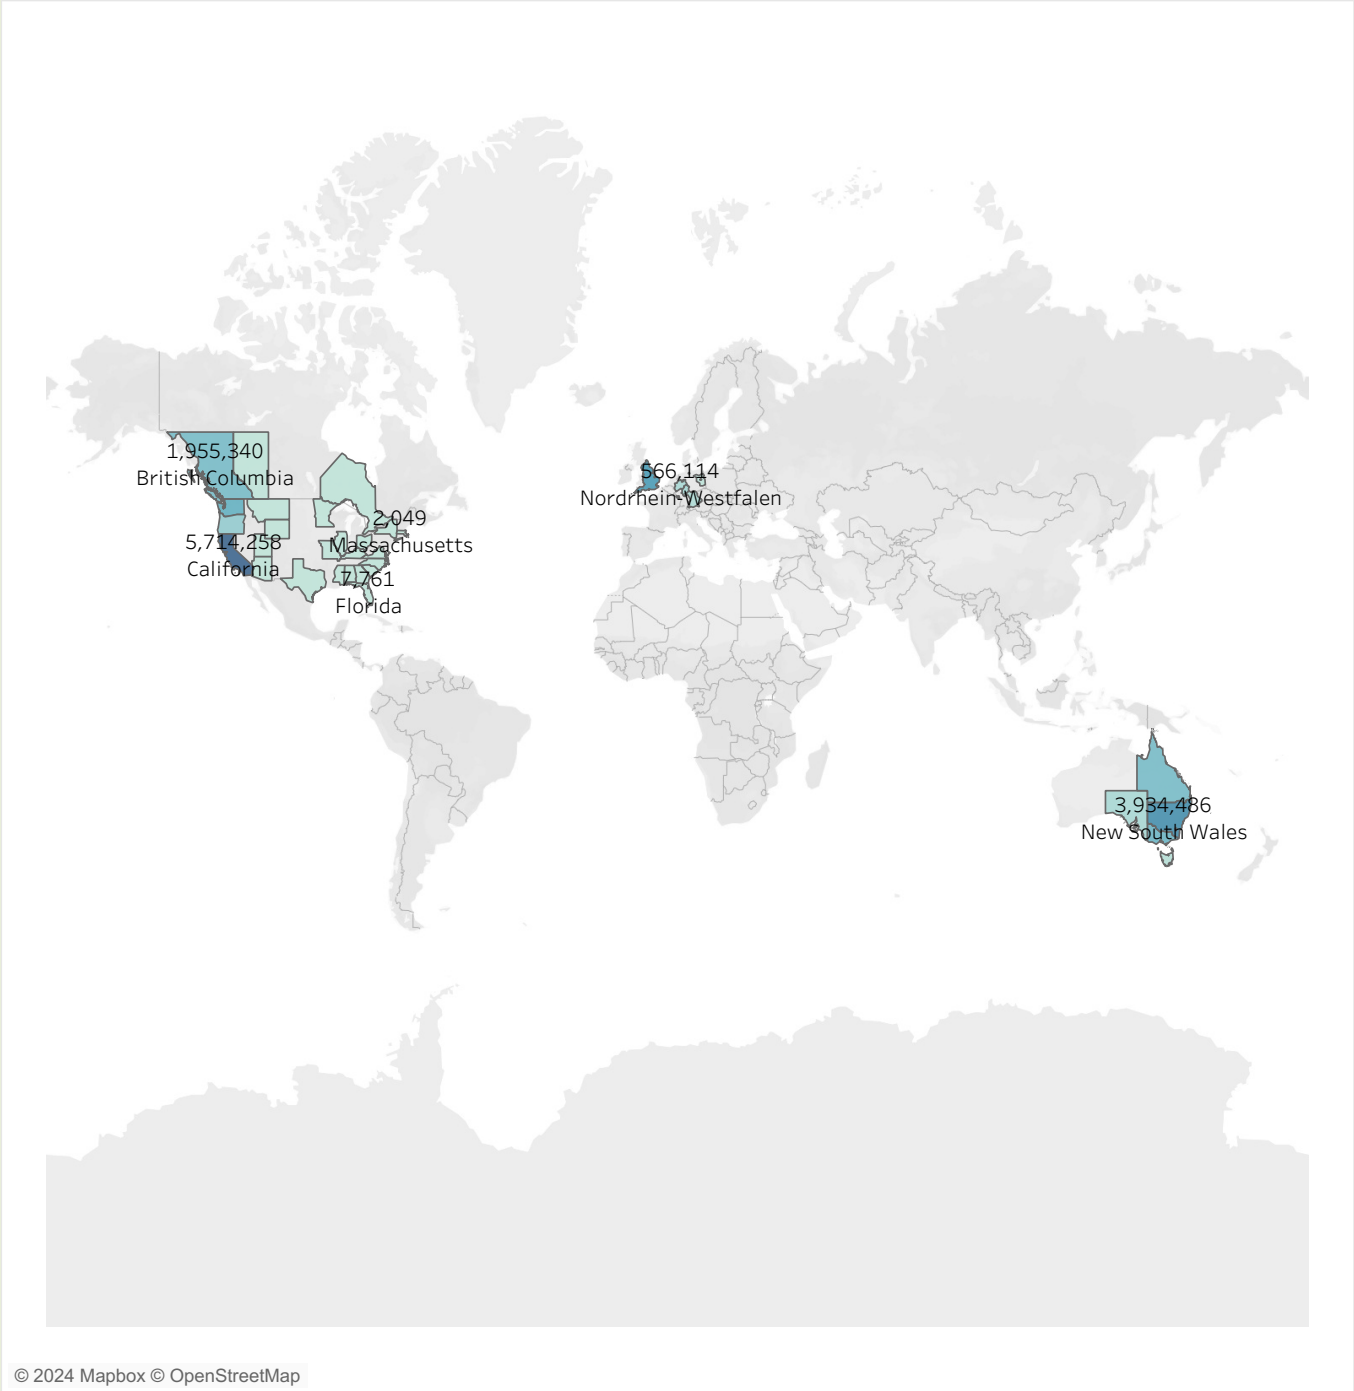 1,955,340
British Columbia
566,114
Nordrhein-Westfalen
2,049
Massachusetts
5,714,258
California
7,761
Florida
3,934,486
New South Wales
© 2024 Mapbox © OpenStreetMap